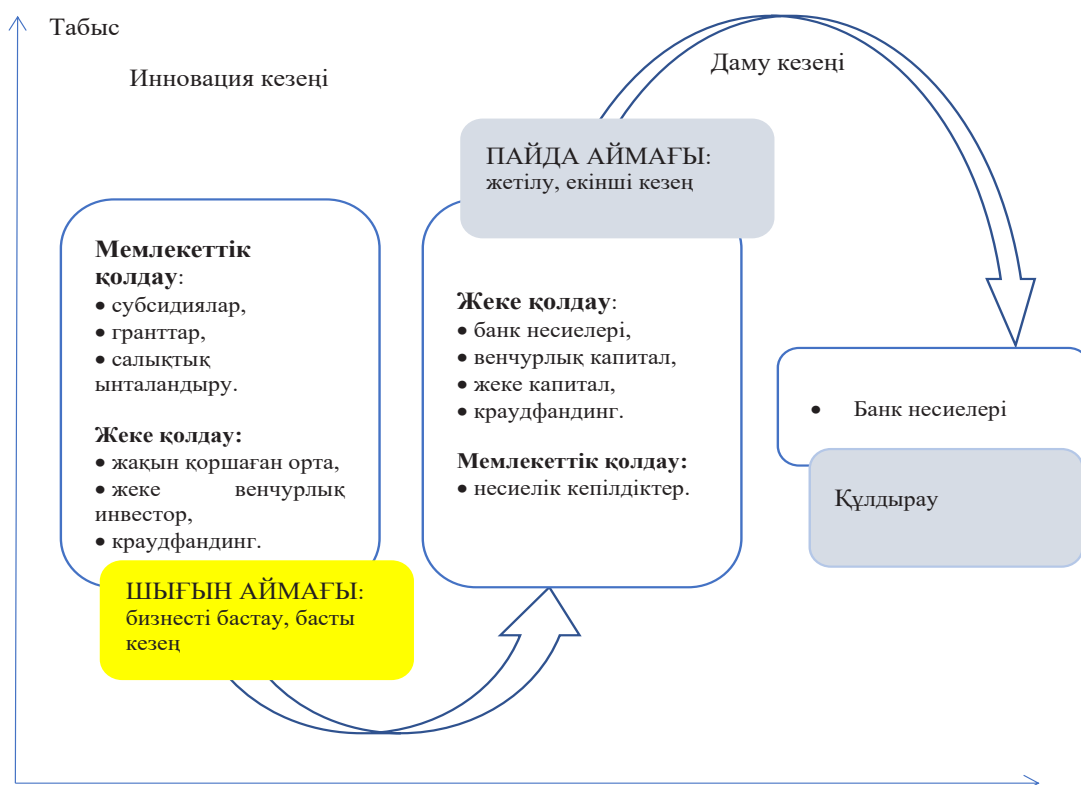 Табыс
Инновация кезеңі
Даму кезеңі
Мемлекеттік
қолдау:
• субсидиялар,
• гранттар,
• салықтық
ынталандыру.
Жеке қолдау:
• жақын қоршаған орта,
• жеке венчурлық
инвестор,
• краудфандинг.
ШЫҒЫН АЙМАҒЫ:
бизнесті бастау, басты
кезең
ПАЙДА АЙМАҒЫ:
жетілу, екінші кезең
Жеке қолдау:
• банк несиелері,
• венчурлық капитал,
• жеке капитал,
• краудфандинг.
Мемлекеттік қолдау:
• несиелік кепілдіктер.
• Банк несиелері
Құлдырау